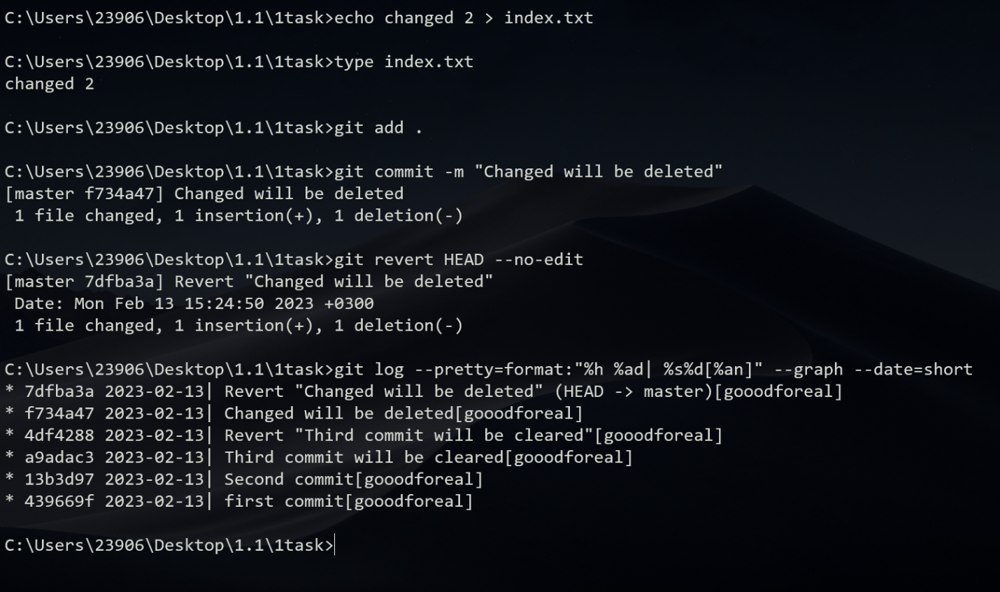 C:\Users\23906\Desktop\1.1\1task>echo changed 2 > index.txt
C:\Users\23906\Desktop\1.1\1task>type index.txt
changed 2
C:\Users\23906\Desktop\1.1\1task>git add .
C:\Users\23906\Desktop\1.1\1task>git commit -m "Changed will be deleted"
[master f734a47] Changed will be deleted
 1 file changed, 1 insertion(+), 1 deletion(-)
C:\Users\23906\Desktop\1.1\1task>git revert HEAD --no-edit
[master 7dfba3a] Revert "Changed will be deleted"
 Date: Mon Feb 13 15:24:50 2023 +0300
 1 file changed, 1 insertion(+), 1 deletion(-)
C:\Users\23906\Desktop\1.1\1task>git log --pretty=format:"%h %ad| %s%d[%an]" --graph --date=short
* 7dfba3a 2023-02-13| Revert "Changed will be deleted" (HEAD -> master)[gooodforeal]
* f734a47 2023-02-13| Changed will be deleted[gooodforeal]
* 4df4288 2023-02-13| Revert "Third commit will be cleared"[gooodforeal]
* a9adac3 2023-02-13| Third commit will be cleared[gooodforeal]
* 13b3d97 2023-02-13| Second commit[gooodforeal]
* 439669f 2023-02-13| first commit[gooodforeal]
C:\Users\23906\Desktop\1.1\1task>